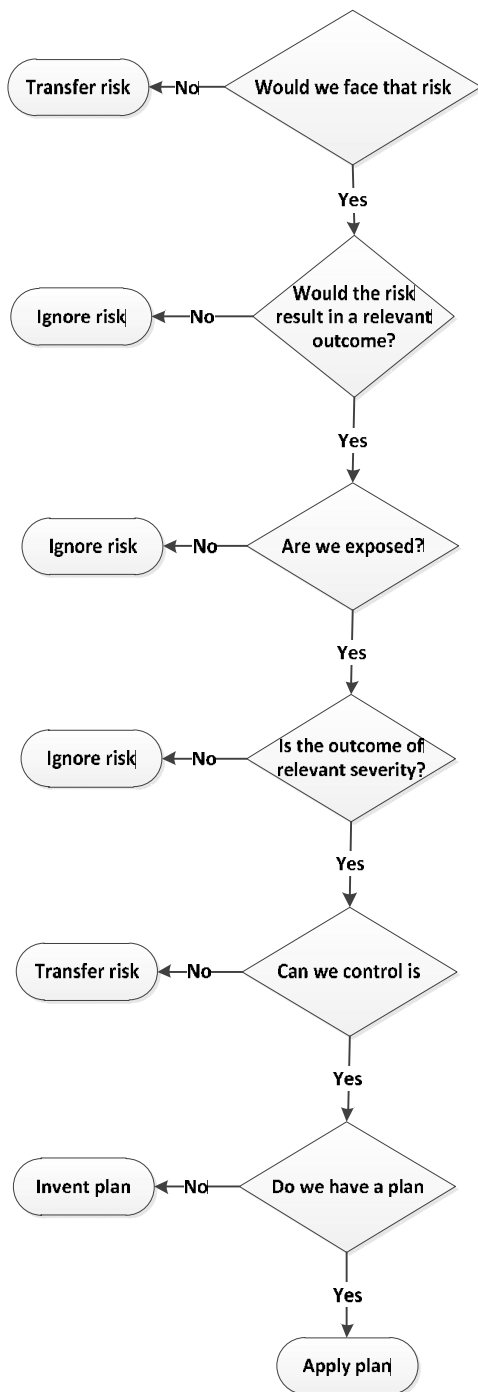 Transfer risk
No
Would we face that risk
Yes
Ignore risk
No
Would the risk
result in a relevant
outcome?
Yes
Ignore risk
No
Are we exposed?
Yes
Ignore risk
No
Is the outcome of
relevant severity?
Yes
Transfer risk
No
Can we control is
Yes
Invent plan
No
Do we have a plan
Yes
Apply plan